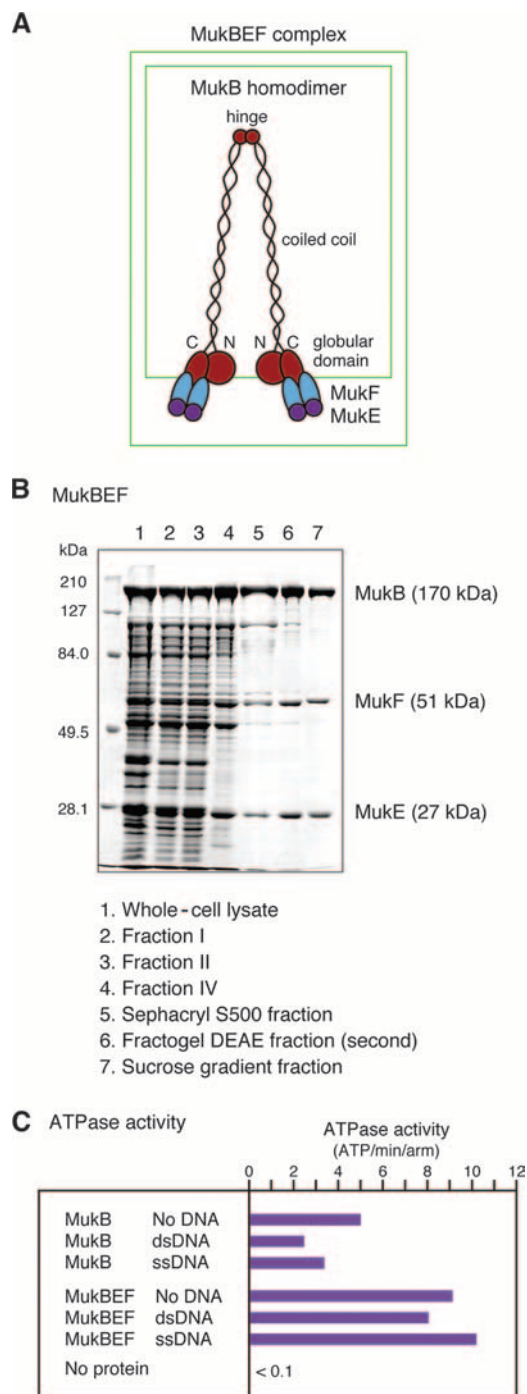 A
MukBEF complex
MukB homodimer
hinge
coiled coil
C N N C globular
domain
MukF
MukE
B MukBEF
1 2 3 4 5 6 7
kDa
210
127
84.0
49.5
28.1
MukB (170 kDa)
MukF (51 kDa)
MukE (27 kDa)
1. Whole-cell lysate
2. Fraction I
3. Fraction II
4. Fraction IV
5. Sephacryl S500 fraction
6. Fractogel DEAE fraction (second)
7. Sucrose gradient fraction
C ATPase activity
ATPase activity
(ATP/min/arm)
0 2 4 6 8 10 12
MukB No DNA
MukB dsDNA
MukB ssDNA
MukBEF No DNA
MukBEF dsDNA
MukBEF ssDNA
No protein < 0.1